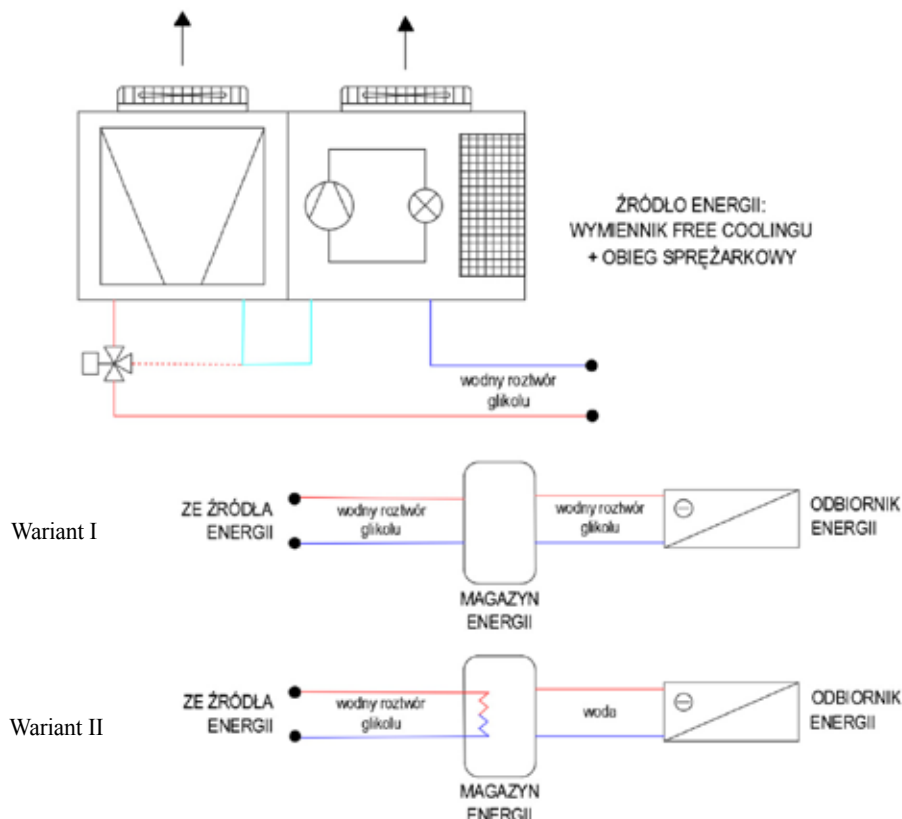 ŹRÓDŁO ENERGII:
WYMIENNIK FREE COOLINGU
+ OBIEG SPRĘŻARKOWY
wodny roztwór
glikolu
Wariant I
ZE ŹRÓDŁA
ENERGII
wodny roztwór
glikolu
MAGAZYN
ENERGII
wodny roztwór
glikolu
ODBIORNIK
ENERGII
Wariant II
ZE ŹRÓDŁA
ENERGII
wodny roztwór
glikolu
MAGAZYN
ENERGII
woda
ODBIORNIK
ENERGII